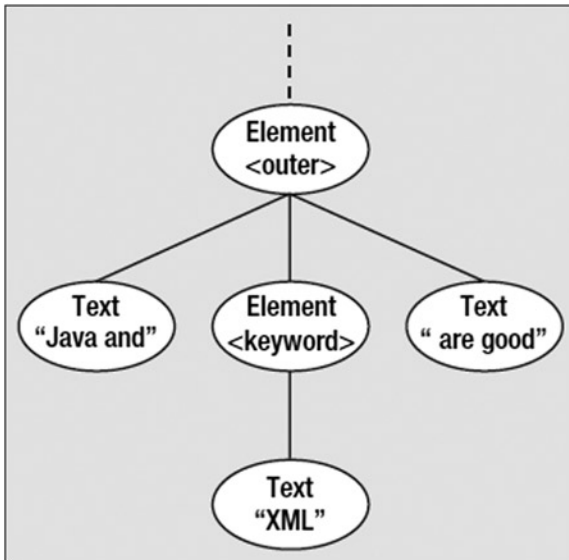 Element
<outer>
Text
“Java and”
Element
<keyword>
Text
“ are good”
Text
“XML”